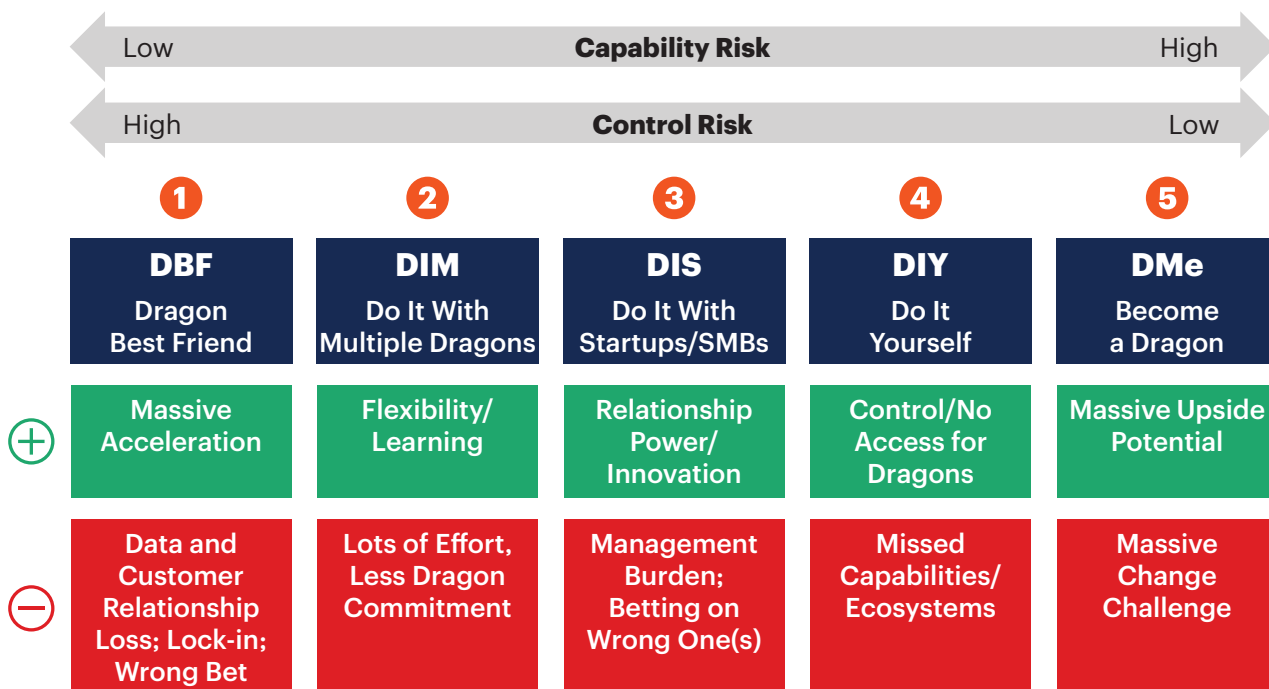 Low Capability Risk High
High Control Risk Low
1 2 3 4 5
DBF
Dragon
Best Friend
DIM
Do It With
Multiple Dragons
DIS
Do It With
Startups/SMBs
DIY
Do It
Yourself
DMe
Become
a Dragon
Massive
Acceleration
Flexibility/
Learning
Relationship
Power/
Innovation
Control/No
Access for
Dragons
Massive Upside
Potential
Data and
Customer
Relationship
Loss; Lock-in;
Wrong Bet
Lots of Effort,
Less Dragon
Commitment
Management
Burden;
Betting on
Wrong One(s)
Missed
Capabilities/
Ecosystems
Massive
Change
Challenge